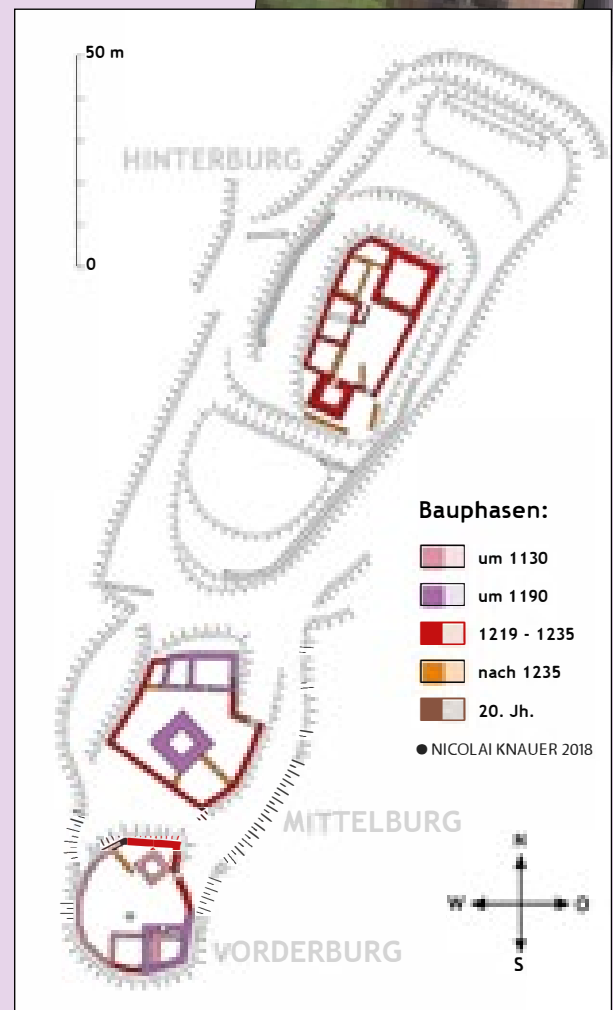 50 m
HINTERBURG
0
Bauphasen:
um 1130
um 1190
1219 - 1235
nach 1235
20. Jh.
● NICOLAI KNAUER 2018
MITTELBURG
N
W O
S
VORDERBURG